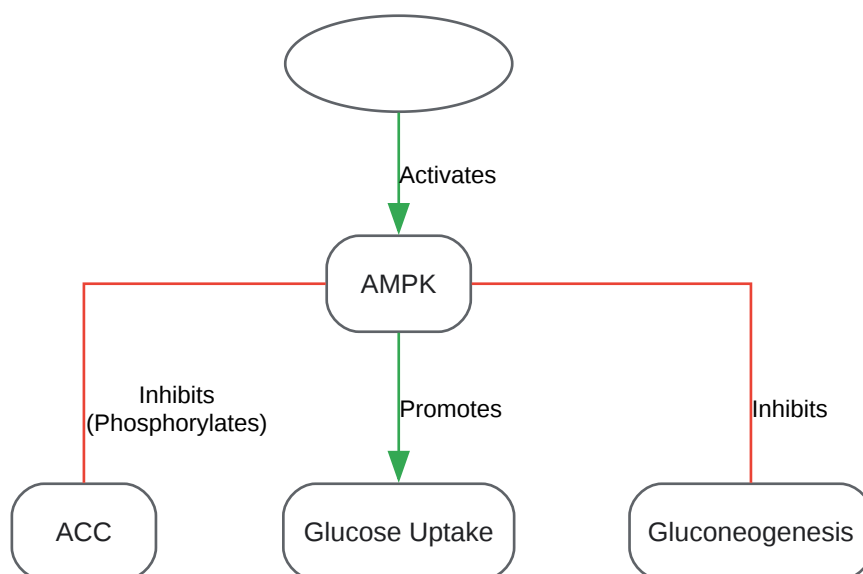 Activates
AMPK
Inhibits
(Phosphorylates)
Promotes
Inhibits
ACC
Glucose Uptake
Gluconeogenesis